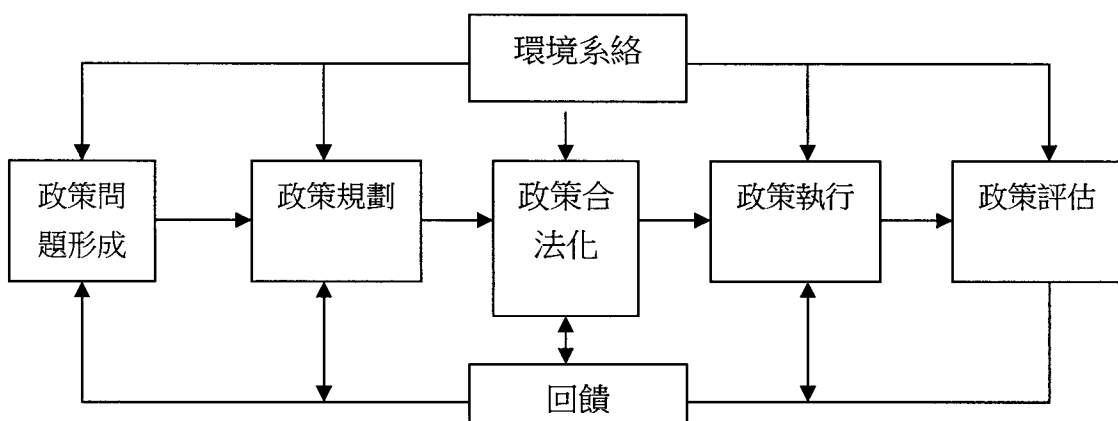 環境系絡
政策問
題形成
政策規劃
政策合
法化
政策執行
政策評估
回饋